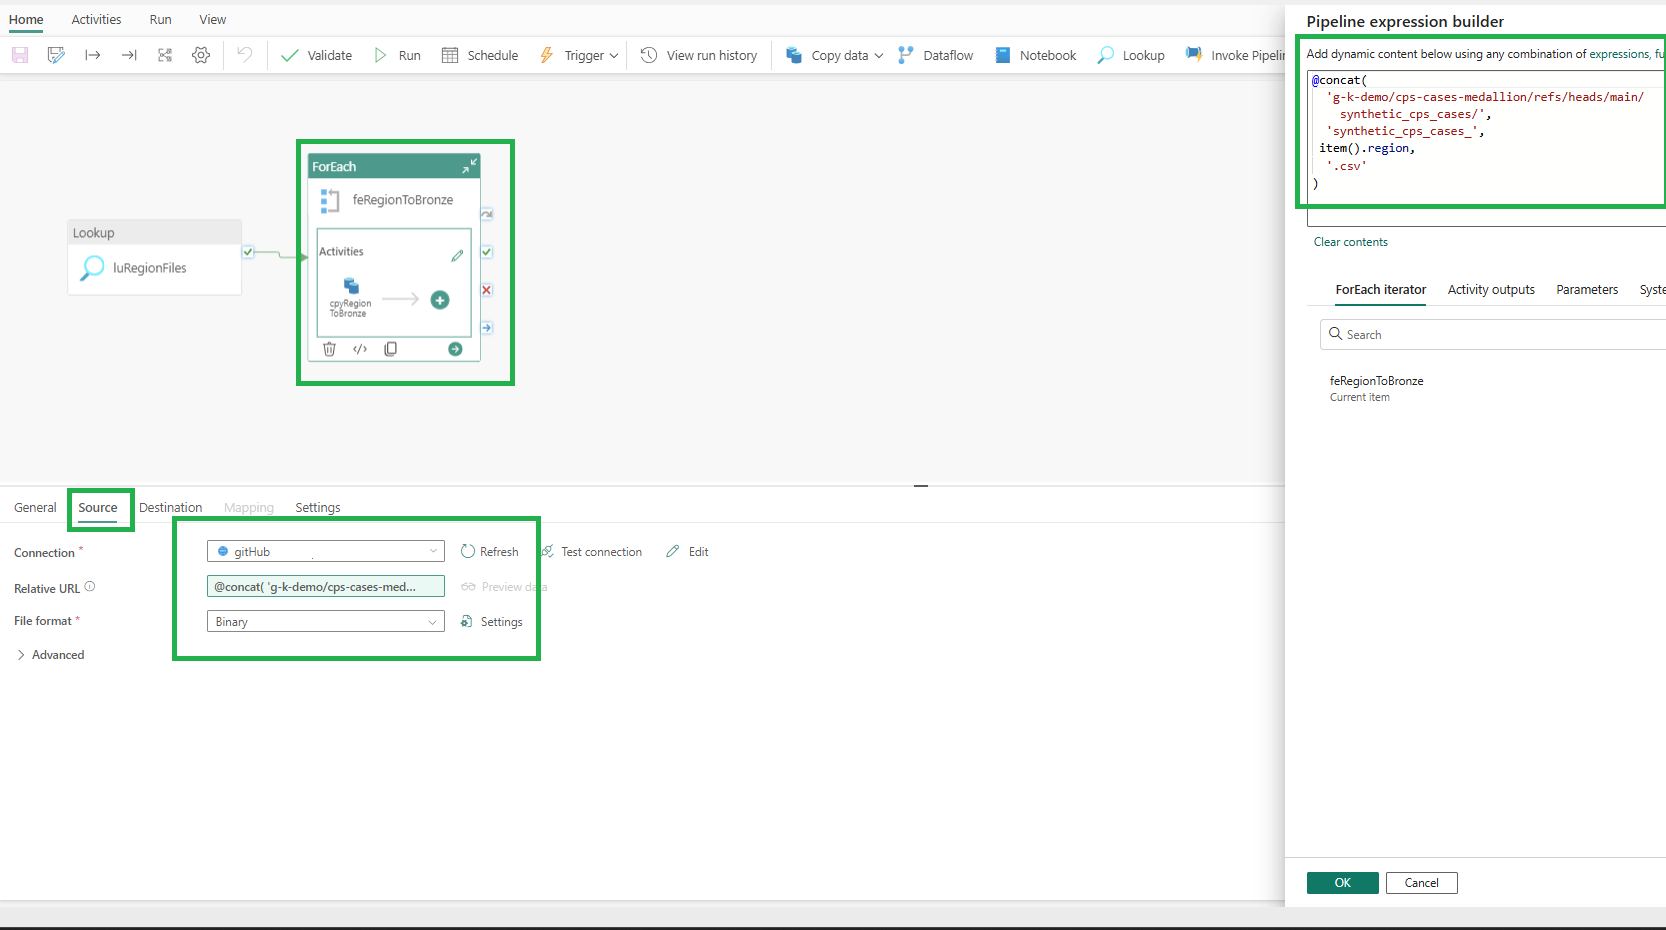 Home Activities Run View
Validate Run Schedule Trigger View run history Copy data Dataflow Notebook Lookup Invoke Pipelin
Lookup
luRegionFiles
ForEach
feRegionToBronze
Activities
cpyRegion
ToBronze
General Source Destination Mapping Settings
Connection * gitHub Refresh Test connection Edit
Relative URL @concat( 'g-k-demo/cps-cases-med... Preview data
File format * Binary Settings
Advanced
Pipeline expression builder
Add dynamic content below using any combination of expressions, fu
@concat(
'g-k-demo/cps-cases-medallion/refs/heads/main/
synthetic_cps_cases/',
'synthetic_cps_cases_',
item().region,
'.csv'
)
Clear contents
ForEach iterator Activity outputs Parameters Syste
Search
feRegionToBronze
Current item
OK Cancel